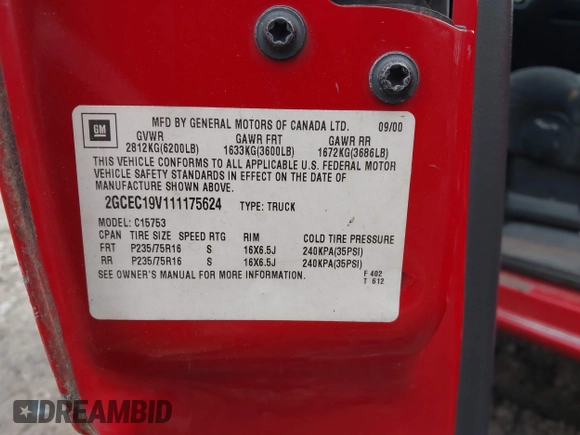 GM
MFD BY GENERAL MOTORS OF CANADA LTD. 09/00
GVWR GAWR FRT GAWR RR
2812KG(6200LB) 1633KG(3600LB) 1672KG(3686LB)
THIS VEHICLE CONFORMS TO ALL APPLICABLE U.S. FEDERAL MOTOR
VEHICLE SAFETY STANDARDS IN EFFECT ON THE DATE OF
MANUFACTURE SHOWN ABOVE.
2GCEC19V111175624 TYPE: TRUCK
MODEL: C15753
CPAN TIRE SIZE SPEED RTG RIM COLD TIRE PRESSURE
FRT P235/75R16 S 16X6.5J 240KPA(35PSI)
RR P235/75R16 S 16X6.5J 240KPA(35PSI)
SEE OWNER'S MANUAL FOR MORE INFORMATION.
F 402
T 612
DREAMBID